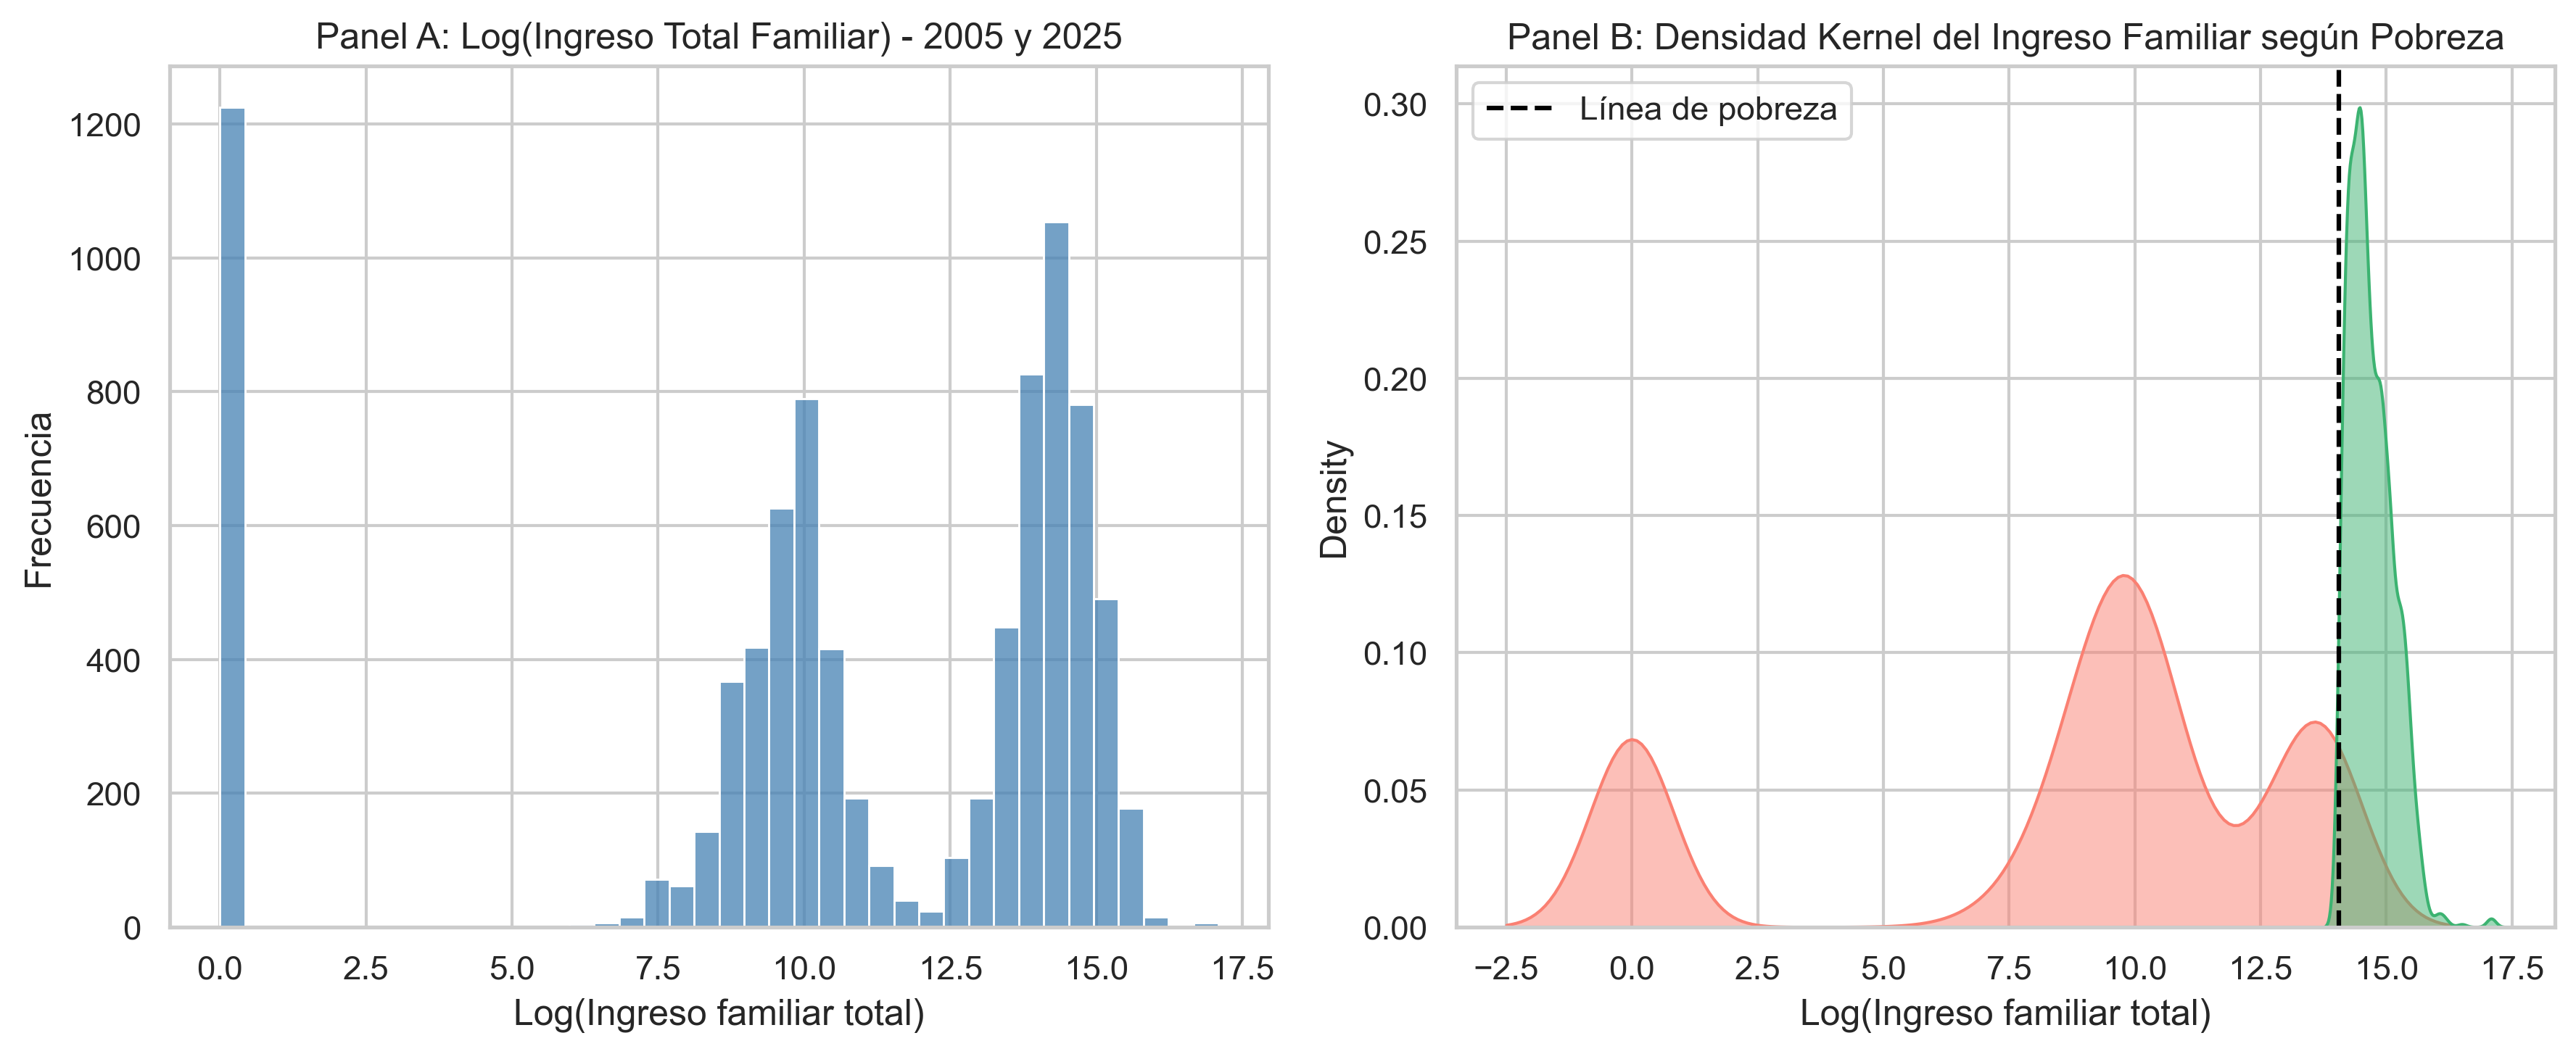 Panel A: Log(Ingreso Total Familiar) - 2005 y 2025
1200
1000
800
600
400
200
0
Frecuencia
0.0 2.5 5.0 7.5 10.0 12.5 15.0 17.5
Log(Ingreso familiar total)
Panel B: Densidad Kernel del Ingreso Familiar según Pobreza
Línea de pobreza
0.30
0.25
0.20
0.15
0.10
0.05
0.00
Density
−2.5 0.0 2.5 5.0 7.5 10.0 12.5 15.0 17.5
Log(Ingreso familiar total)